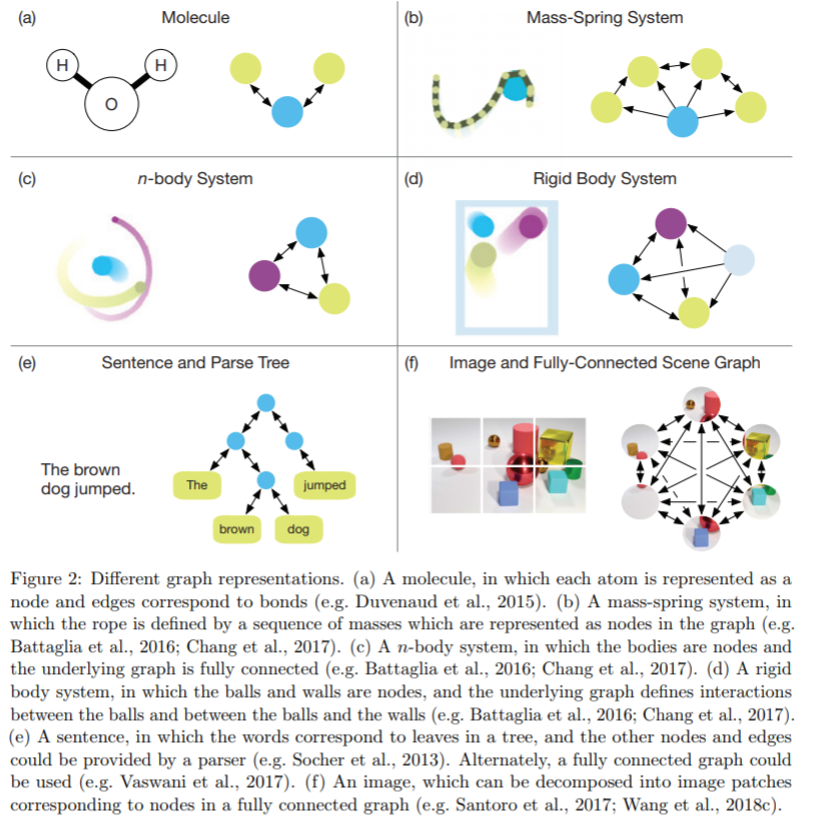 (a)
Molecule
H
H
O
(b)
Mass-Spring System
(c)
n-body System
(d)
Rigid Body System
(e)
Sentence and Parse Tree
The brown
dog jumped.
The
jumped
brown
dog
(f)
Image and Fully-Connected Scene Graph
Figure 2: Different graph representations. (a) A molecule, in which each atom is represented as a
node and edges correspond to bonds (e.g. Duvenaud et al., 2015). (b) A mass-spring system, in
which the rope is defined by a sequence of masses which are represented as nodes in the graph (e.g.
Battaglia et al., 2016; Chang et al., 2017). (c) A n-body system, in which the bodies are nodes and
the underlying graph is fully connected (e.g. Battaglia et al., 2016; Chang et al., 2017). (d) A rigid
body system, in which the balls and walls are nodes, and the underlying graph defines interactions
between the balls and between the balls and the walls (e.g. Battaglia et al., 2016; Chang et al., 2017).
(e) A sentence, in which the words correspond to leaves in a tree, and the other nodes and edges
could be provided by a parser (e.g. Socher et al., 2013). Alternately, a fully connected graph could
be used (e.g. Vaswani et al., 2017). (f) An image, which can be decomposed into image patches
corresponding to nodes in a fully connected graph (e.g. Santoro et al., 2017; Wang et al., 2018c).